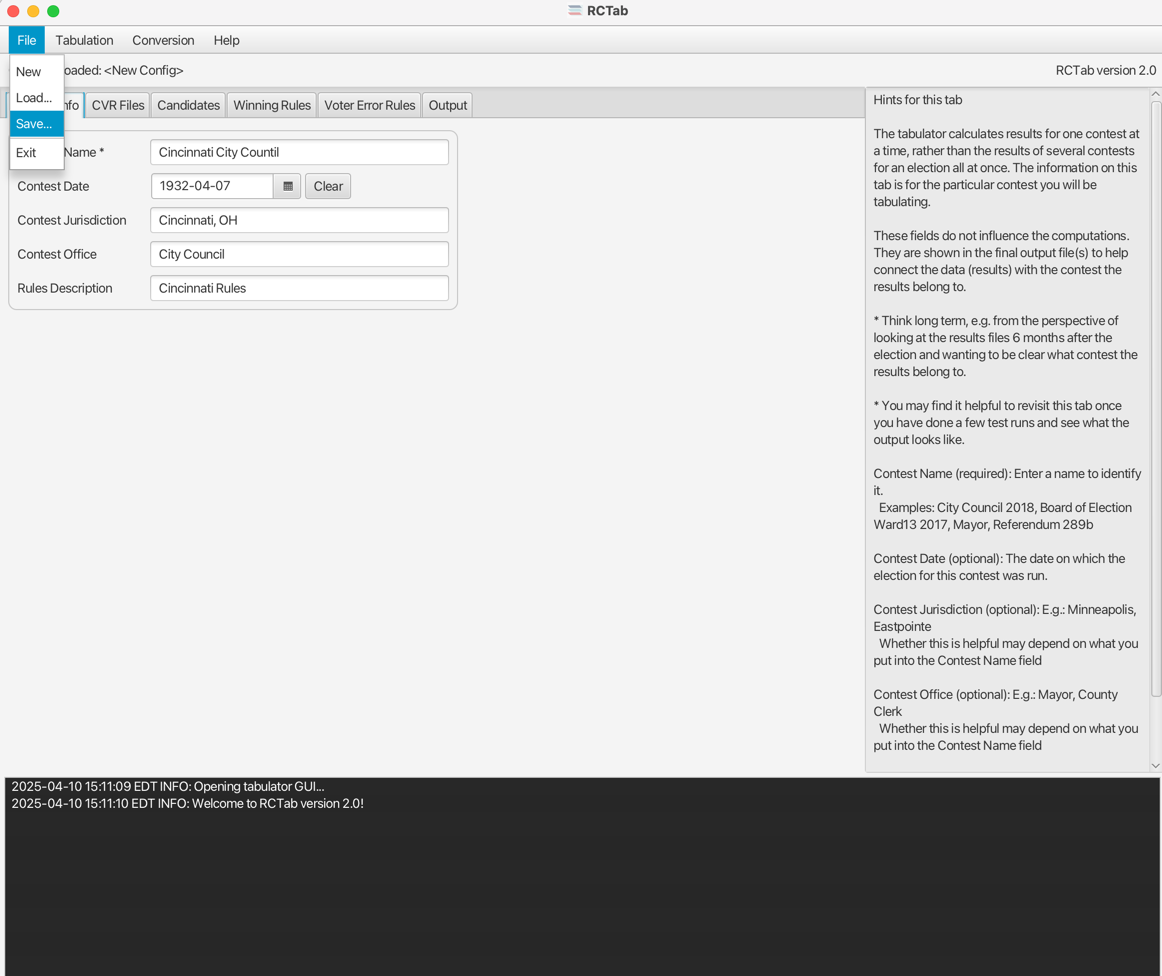 RCTab
File Tabulation Conversion Help
New
Load...
Save...
Exit
oaded: <New Config>
RCTab version 2.0
nfo CVR Files Candidates Winning Rules Voter Error Rules Output
Name * Cincinnati City Countil
Contest Date 1932-04-07 Clear
Contest Jurisdiction Cincinnati, OH
Contest Office City Council
Rules Description Cincinnati Rules
Hints for this tab
The tabulator calculates results for one contest at
a time, rather than the results of several contests
for an election all at once. The information on this
tab is for the particular contest you will be
tabulating.
These fields do not influence the computations.
They are shown in the final output file(s) to help
connect the data (results) with the contest the
results belong to.
* Think long term, e.g. from the perspective of
looking at the results files 6 months after the
election and wanting to be clear what contest the
results belong to.
* You may find it helpful to revisit this tab once
you have done a few test runs and see what the
output looks like.
Contest Name (required): Enter a name to identify
it.
Examples: City Council 2018, Board of Election
Ward13 2017, Mayor, Referendum 289b
Contest Date (optional): The date on which the
election for this contest was run.
Contest Jurisdiction (optional): E.g.: Minneapolis,
Eastpointe
Whether this is helpful may depend on what you
put into the Contest Name field
Contest Office (optional): E.g.: Mayor, County
Clerk
Whether this is helpful may depend on what you
put into the Contest Name field
2025-04-10 15:11:09 EDT INFO: Opening tabulator GUI...
2025-04-10 15:11:10 EDT INFO: Welcome to RCTab version 2.0!